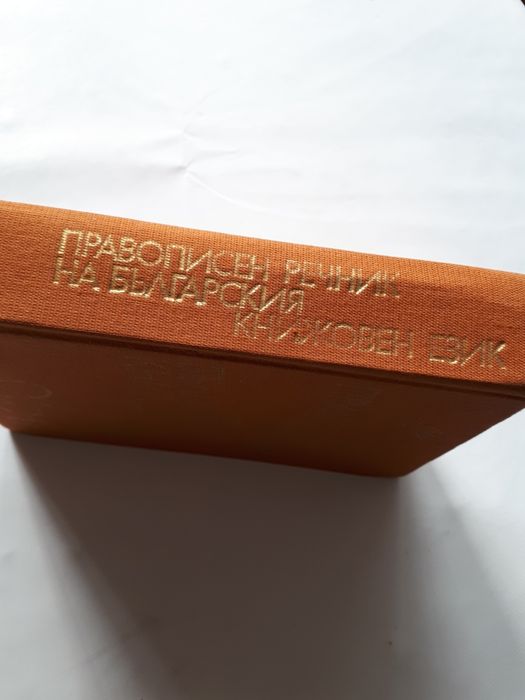 ПРАВОПИСЕН РЕЧНИК
НА БЪЛГАРСКИЯ
КНИЖОВЕН ЕЗИК